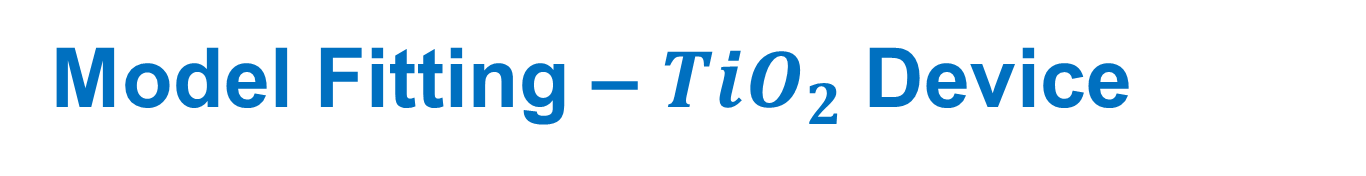 Model Fitting – TiO₂ Device